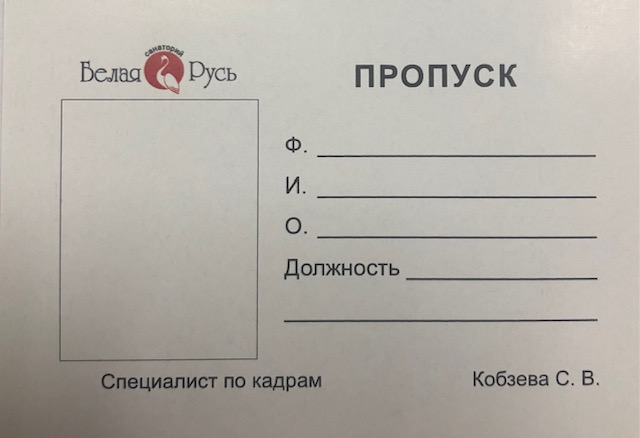 санаторий
Белая Русь
ПРОПУСК
Ф.
И.
О.
Должность
Специалист по кадрам
Кобзева С. В.